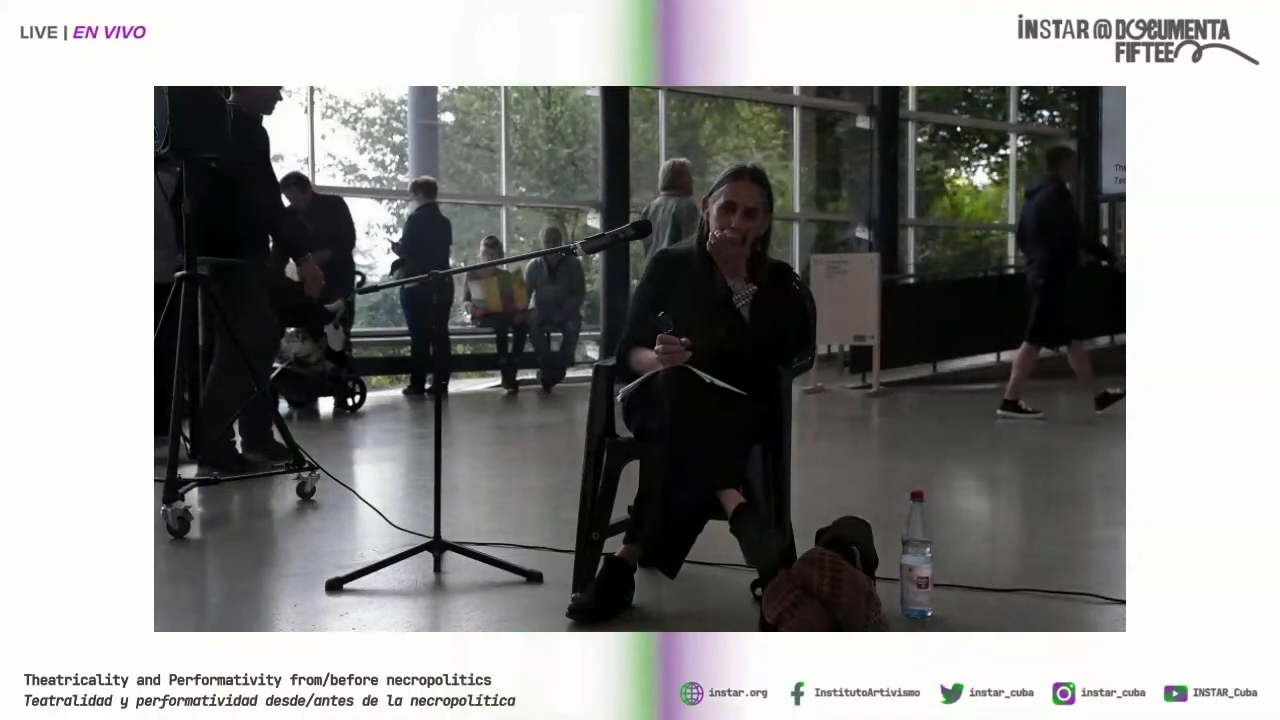 LIVE | EN VIVO
INSTAR @ DOCUMENTA
FIFTEEN
Theatricality and Performativity from/before necropolitics
Teatralidad y performatividad desde/antes de la necropolítica
instar.org
InstitutoArtivismo
instar_cuba
instar_cuba
INSTAR_Cuba